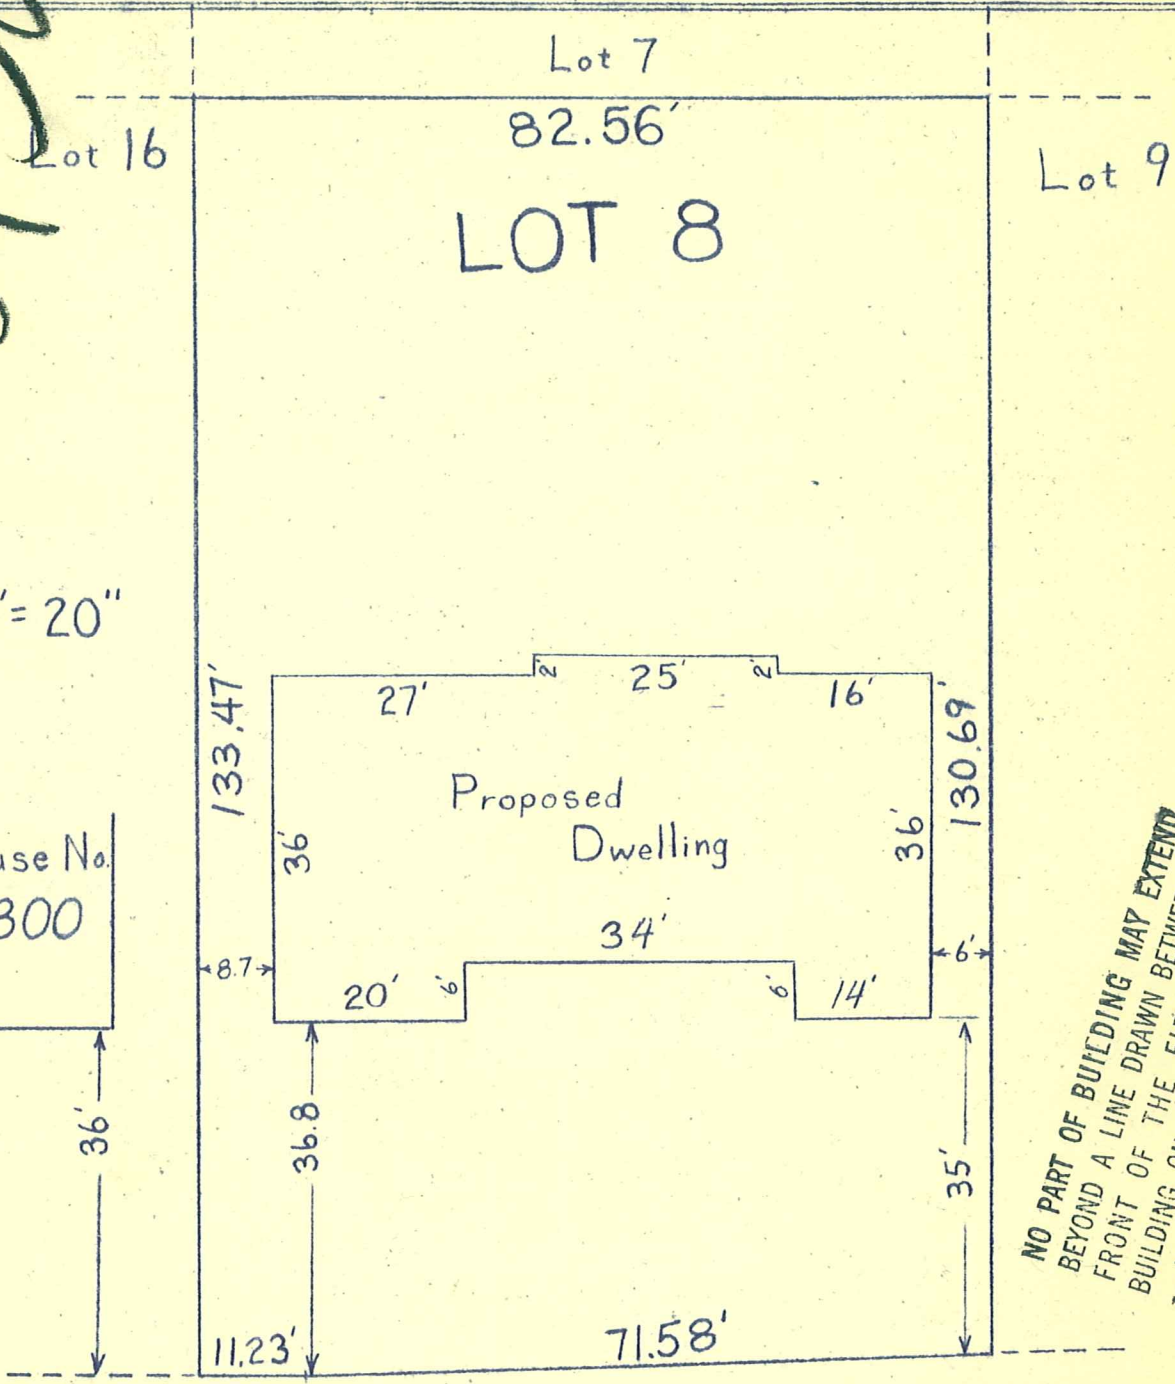 Lot 7
82.56'
Lot 16
Lot 9
LOT 8
'= 20"
133.47'
27'
2'
25'
2'
16'
130.69'
Proposed
Dwelling
36'
36'
No.
300
34'
8.7
6'
20'
6'
6'
14'
36'
36.8
35'
11.23'
71.58'
NO PART OF BUILDING MAY EXTEND
BEYOND A LINE DRAWN
FRONT OF THE
BUILDING